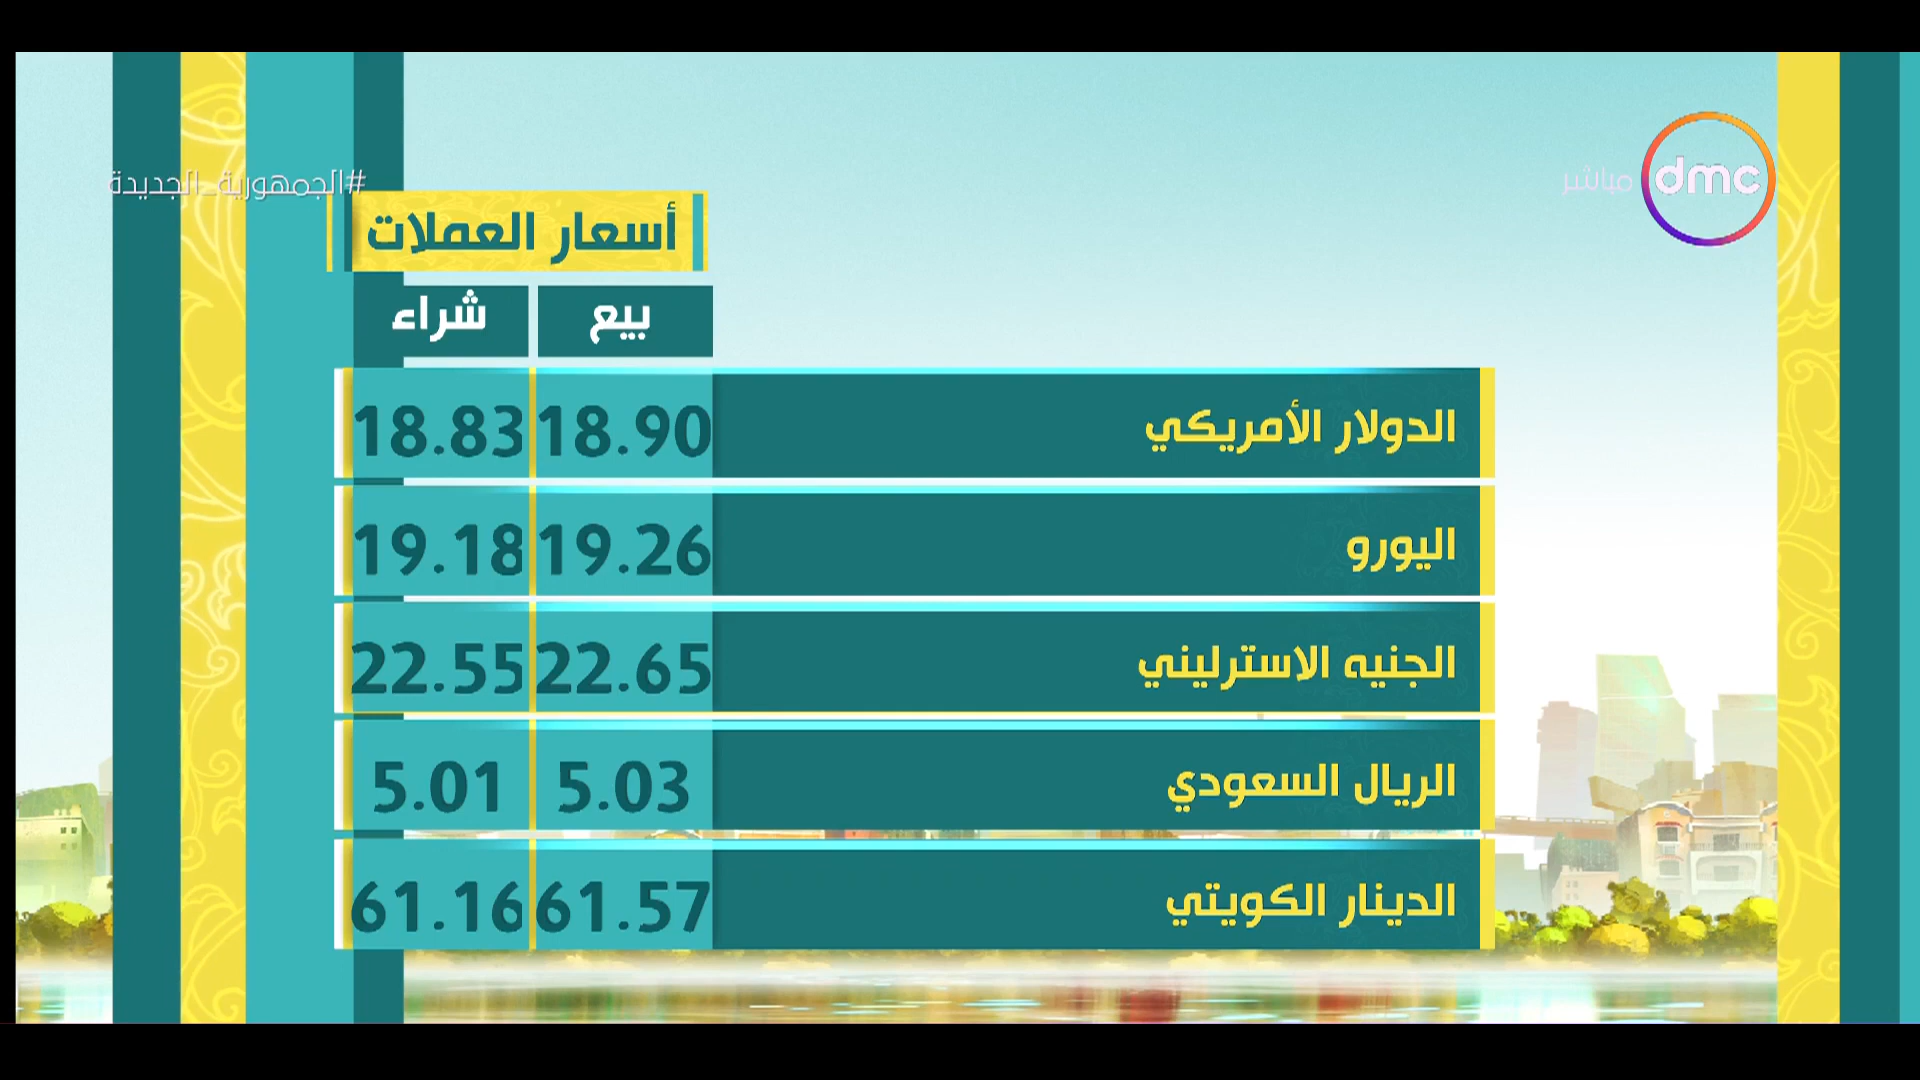 dmc مباشر
#الجمهورية_الجديدة
أسعار العملات
بيع شراء
الدولار الأمريكي 18.90 18.83
اليورو 19.26 19.18
الجنيه الاسترليني 22.65 22.55
الريال السعودي 5.03 5.01
الدينار الكويتي 61.57 61.16